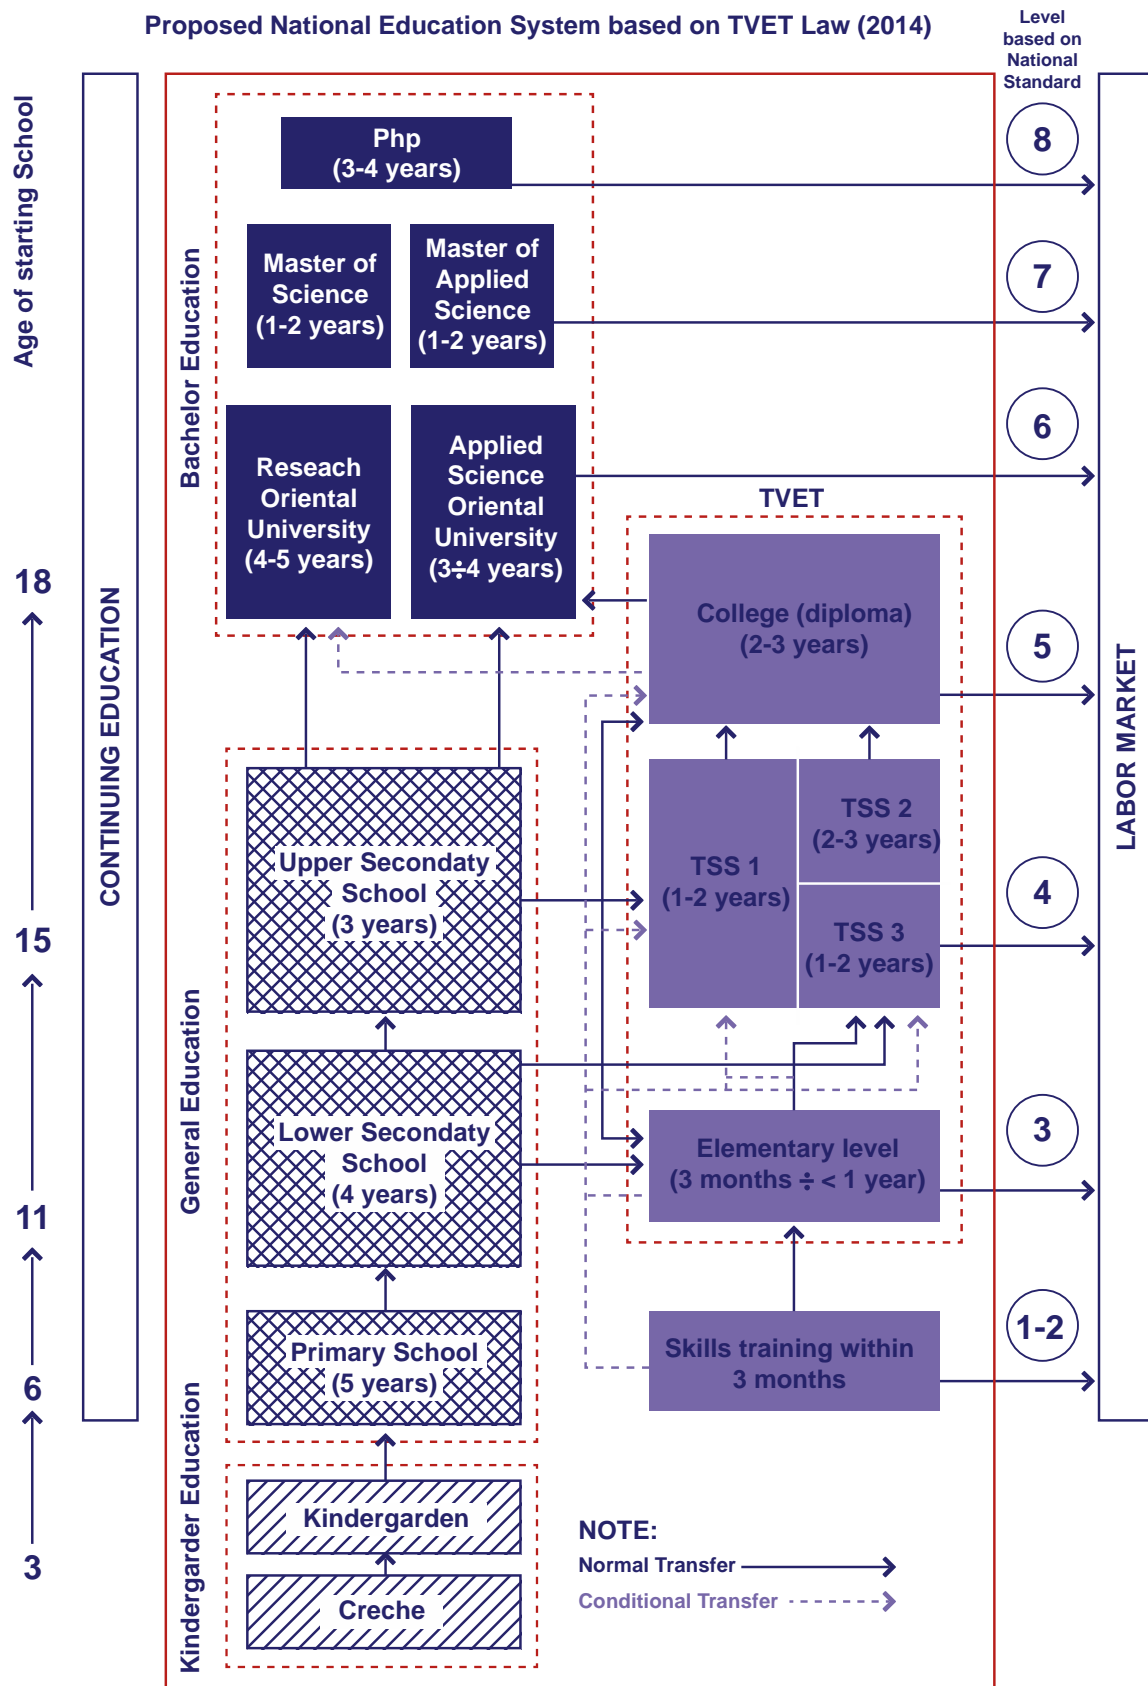 Proposed National Education System based on TVET Law (2014)
Level
based on
National
Standard
Age of starting School
18
15
11
6
3
CONTINUING EDUCATION
Bachelor Education
Php
(3-4 years)
Master of
Science
(1-2 years)
Master of
Applied
Science
(1-2 years)
Reseach
Oriental
University
(4-5 years)
Applied
Science
Oriental
University
(3÷4 years)
General Education
Upper Secondaty
School
(3 years)
Lower Secondaty
School
(4 years)
Primary School
(5 years)
Kindergarder Education
Kindergarden
Creche
TVET
College (diploma)
(2-3 years)
TSS 1
(1-2 years)
TSS 2
(2-3 years)
TSS 3
(1-2 years)
Elementary level
(3 months ÷ < 1 year)
Skills training within
3 months
8
7
6
5
4
3
1-2
LABOR MARKET
NOTE:
Normal Transfer
Conditional Transfer